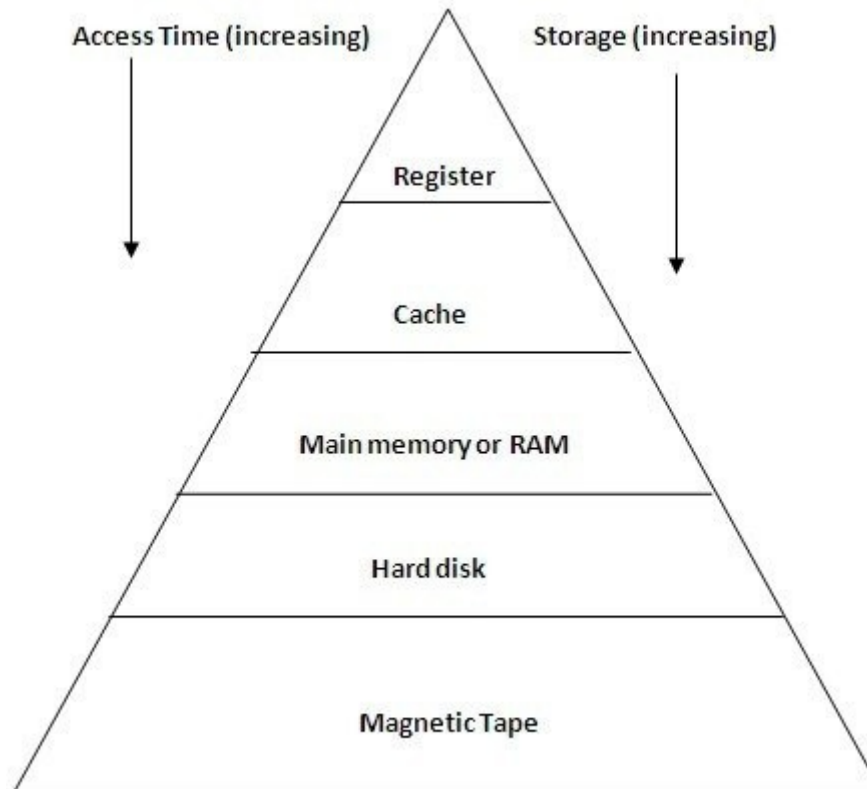 Access Time (increasing)
Storage (increasing)
Register
Cache
Main memory or RAM
Hard disk
Magnetic Tape